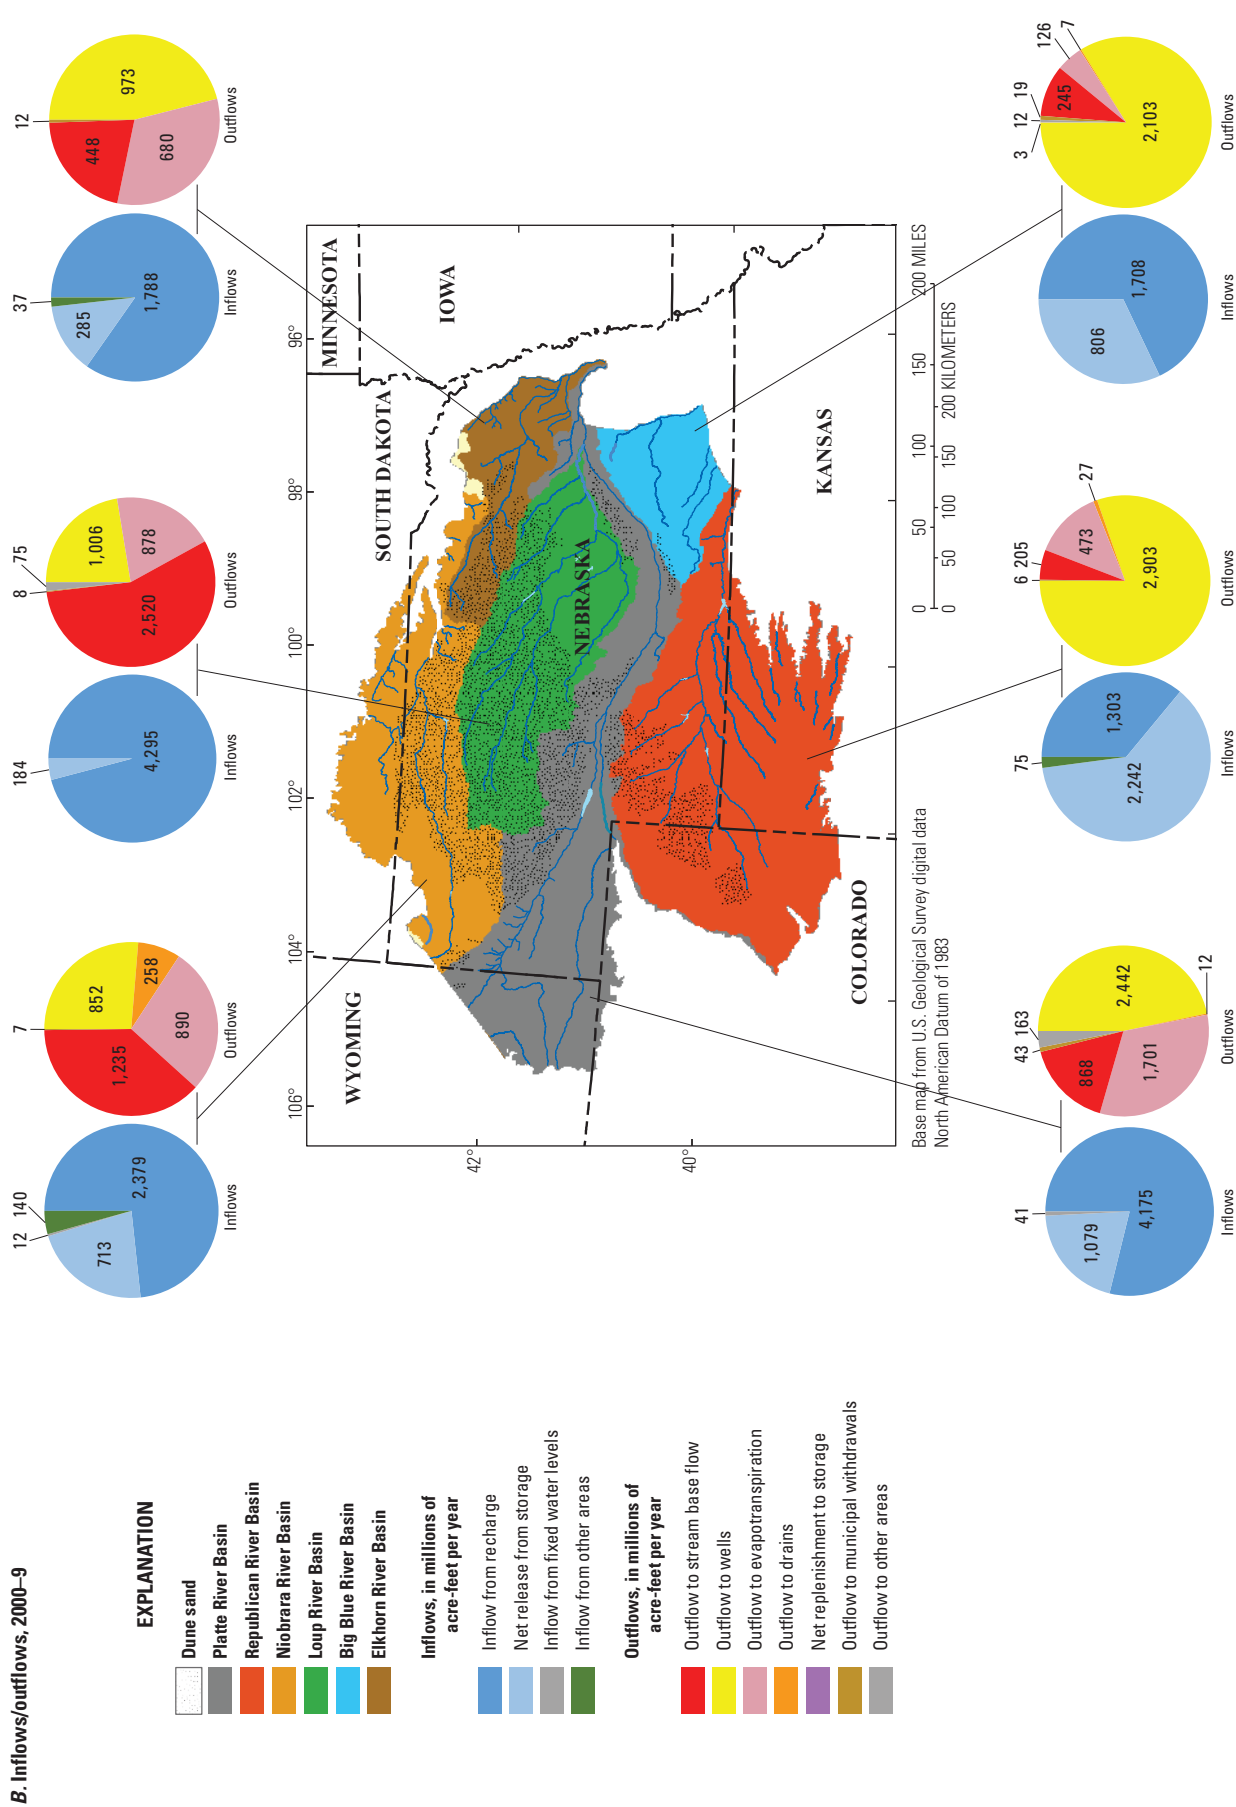 B. Inflows/outflows, 2000–9
EXPLANATION
Dune sand
Platte River Basin
Republican River Basin
Niobrara River Basin
Loup River Basin
Big Blue River Basin
Elkhorn River Basin
Inflows, in millions of
acre-feet per year
Inflow from recharge
Net release from storage
Inflow from fixed water levels
Inflow from other areas
Outflows, in millions of
acre-feet per year
Outflow to stream base flow
Outflow to wells
Outflow to evapotranspiration
Outflow to drains
Net replenishment to storage
Outflow to municipal withdrawals
Outflow to other areas
12
140
713
2,379
Inflows
7
1,235
852
258
890
Outflows
184
4,295
Inflows
8
75
1,006
878
2,520
Outflows
37
285
1,788
Inflows
12
448
973
680
Outflows
106°
104°
102°
100°
98°
96°
42°
40°
WYOMING
SOUTH DAKOTA
MINNESOTA
IOWA
NEBRASKA
COLORADO
KANSAS
Base map from U.S. Geological Survey digital data
North American Datum of 1983
0
50
100
150
200 MILES
0
50
100
150
200 KILOMETERS
41
1,079
4,175
Inflows
43
163
868
2,442
1,701
12
Outflows
75
1,303
2,242
Inflows
6
205
473
27
2,903
Outflows
806
1,708
Inflows
3
12
19
245
126
7
2,103
Outflows